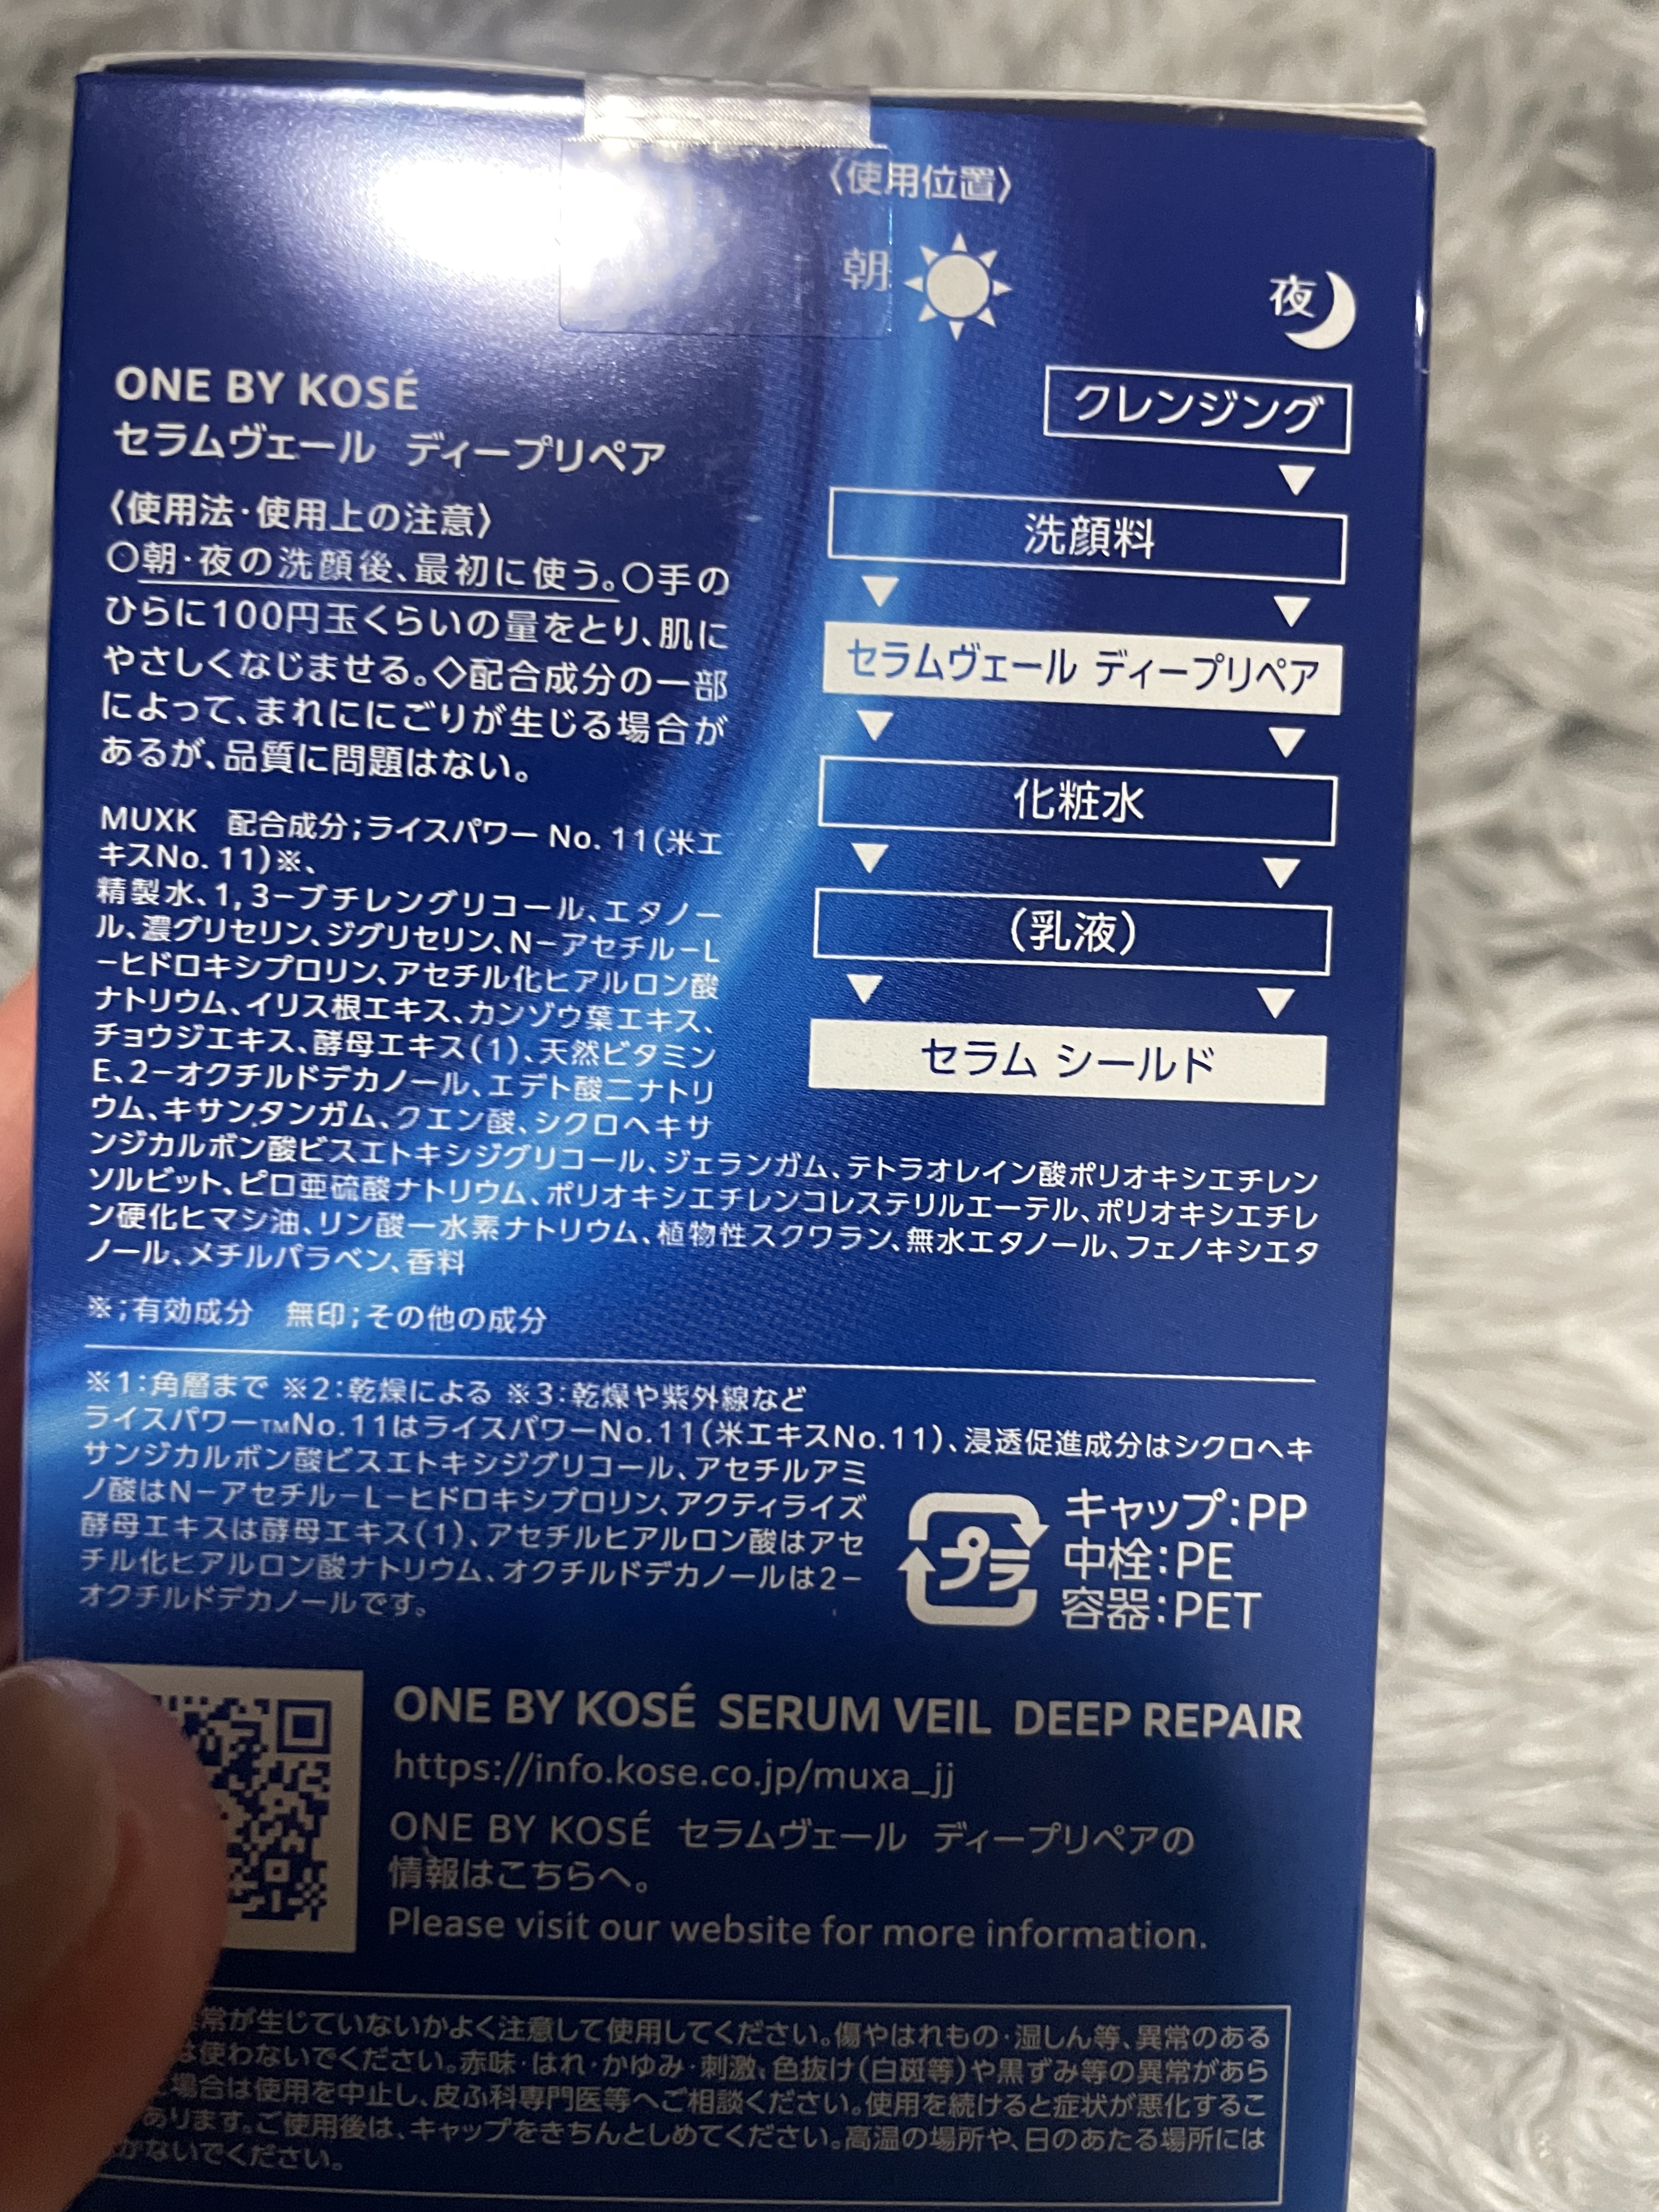 〈使用位置〉
朝
夜
クレンジング
洗顔料
セラムヴェール ディープリペア
化粧水
(乳液)
セラム シールド
ONE BY KOSÉ
セラムヴェール ディープリペア
〈使用法・使用上の注意〉
○朝・夜の洗顔後、最初に使う。○手の
ひらに100円玉くらいの量をとり、肌に
やさしくなじませる。◇配合成分の一部
によって、まれににごりが生じる場合が
あるが、品質に問題はない。
MUXK 配合成分;ライスパワー No. 11(米エ
キスNo. 11)※、
精製水、1, 3−ブチレングリコール、エタノー
ル、濃グリセリン、ジグリセリン、N−アセチル−L
−ヒドロキシプロリン、アセチル化ヒアルロン酸
ナトリウム、イリス根エキス、カンゾウ葉エキス、
チョウジエキス、酵母エキス(1)、天然ビタミン
E、2−オクチルドデカノール、エデト酸二ナトリ
ウム、キサンタンガム、クエン酸、シクロヘキサ
ンジカルボン酸ビスエトキシジグリコール、ジェランガム、テトラオレイン酸ポリオキシエチレン
ソルビット、ピロ亜硫酸ナトリウム、ポリオキシエチレンコレステリルエーテル、ポリオキシエチレ
ン硬化ヒマシ油、リン酸一水素ナトリウム、植物性スクワラン、無水エタノール、フェノキシエタ
ノール、メチルパラベン、香料
※;有効成分 無印;その他の成分
※1:角層まで ※2:乾燥による ※3:乾燥や紫外線など
ライスパワー™No.11はライスパワーNo.11(米エキスNo.11)、浸透促進成分はシクロヘキ
サンジカルボン酸ビスエトキシジグリコール、アセチルアミ
ノ酸はN−アセチル−L−ヒドロキシプロリン、アクティライズ
酵母エキスは酵母エキス(1)、アセチルヒアルロン酸はアセ
チル化ヒアルロン酸ナトリウム、オクチルドデカノールは2−
オクチルドデカノールです。
プラ
キャップ:PP
中栓:PE
容器:PET
ONE BY KOSÉ SERUM VEIL DEEP REPAIR
https://info.kose.co.jp/muxa_jj
ONE BY KOSÉ セラムヴェール ディープリペアの
情報はこちらへ。
Please visit our website for more information.
常が生じていないかよく注意して使用してください。傷やはれもの・湿しん等、異常のある
は使わないでください。赤味・はれ・かゆみ・刺激、色抜け(白斑等)や黒ずみ等の異常があら
場合は使用を中止し、皮ふ科専門医等へご相談ください。使用を続けると症状が悪化するこ
あります。ご使用後は、キャップをきちんとしめてください。高温の場所や、日のあたる場所には
かないでください。